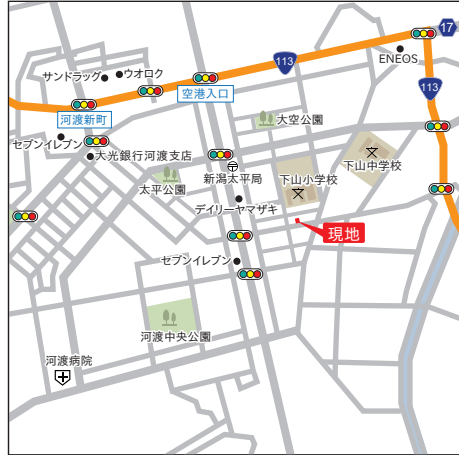 17
113
ENEOS
サンドラッグ
ウオロク
空港入口
113
河渡新町
大空公園
セブンイレブン
大光銀行河渡支店
下山中学校
太平公園
新潟太平局
下山小学校
デイリーヤマザキ
現地
セブンイレブン
河渡中央公園
河渡病院